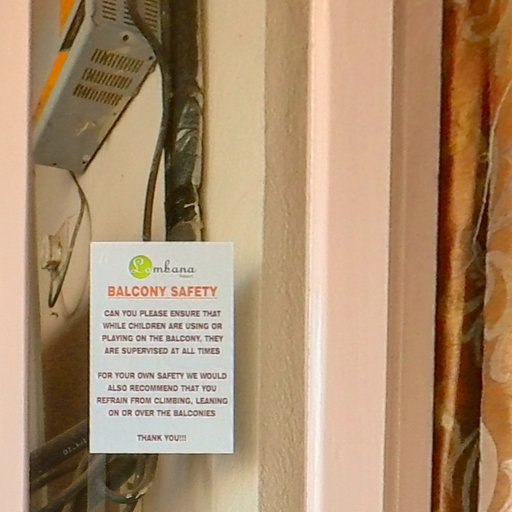 Lombana
BALCONY SAFETY
CAN YOU PLEASE ENSURE THAT
WHILE CHILDREN ARE USING OR
PLAYING ON THE BALCONY, THEY
ARE SUPERVISED AT ALL TIMES
FOR YOUR OWN SAFETY WE WOULD
ALSO RECOMMEND THAT YOU
REFRAIN FROM CLIMBING, LEANING
ON OR OVER THE BALCONIES
THANK YOU!!!